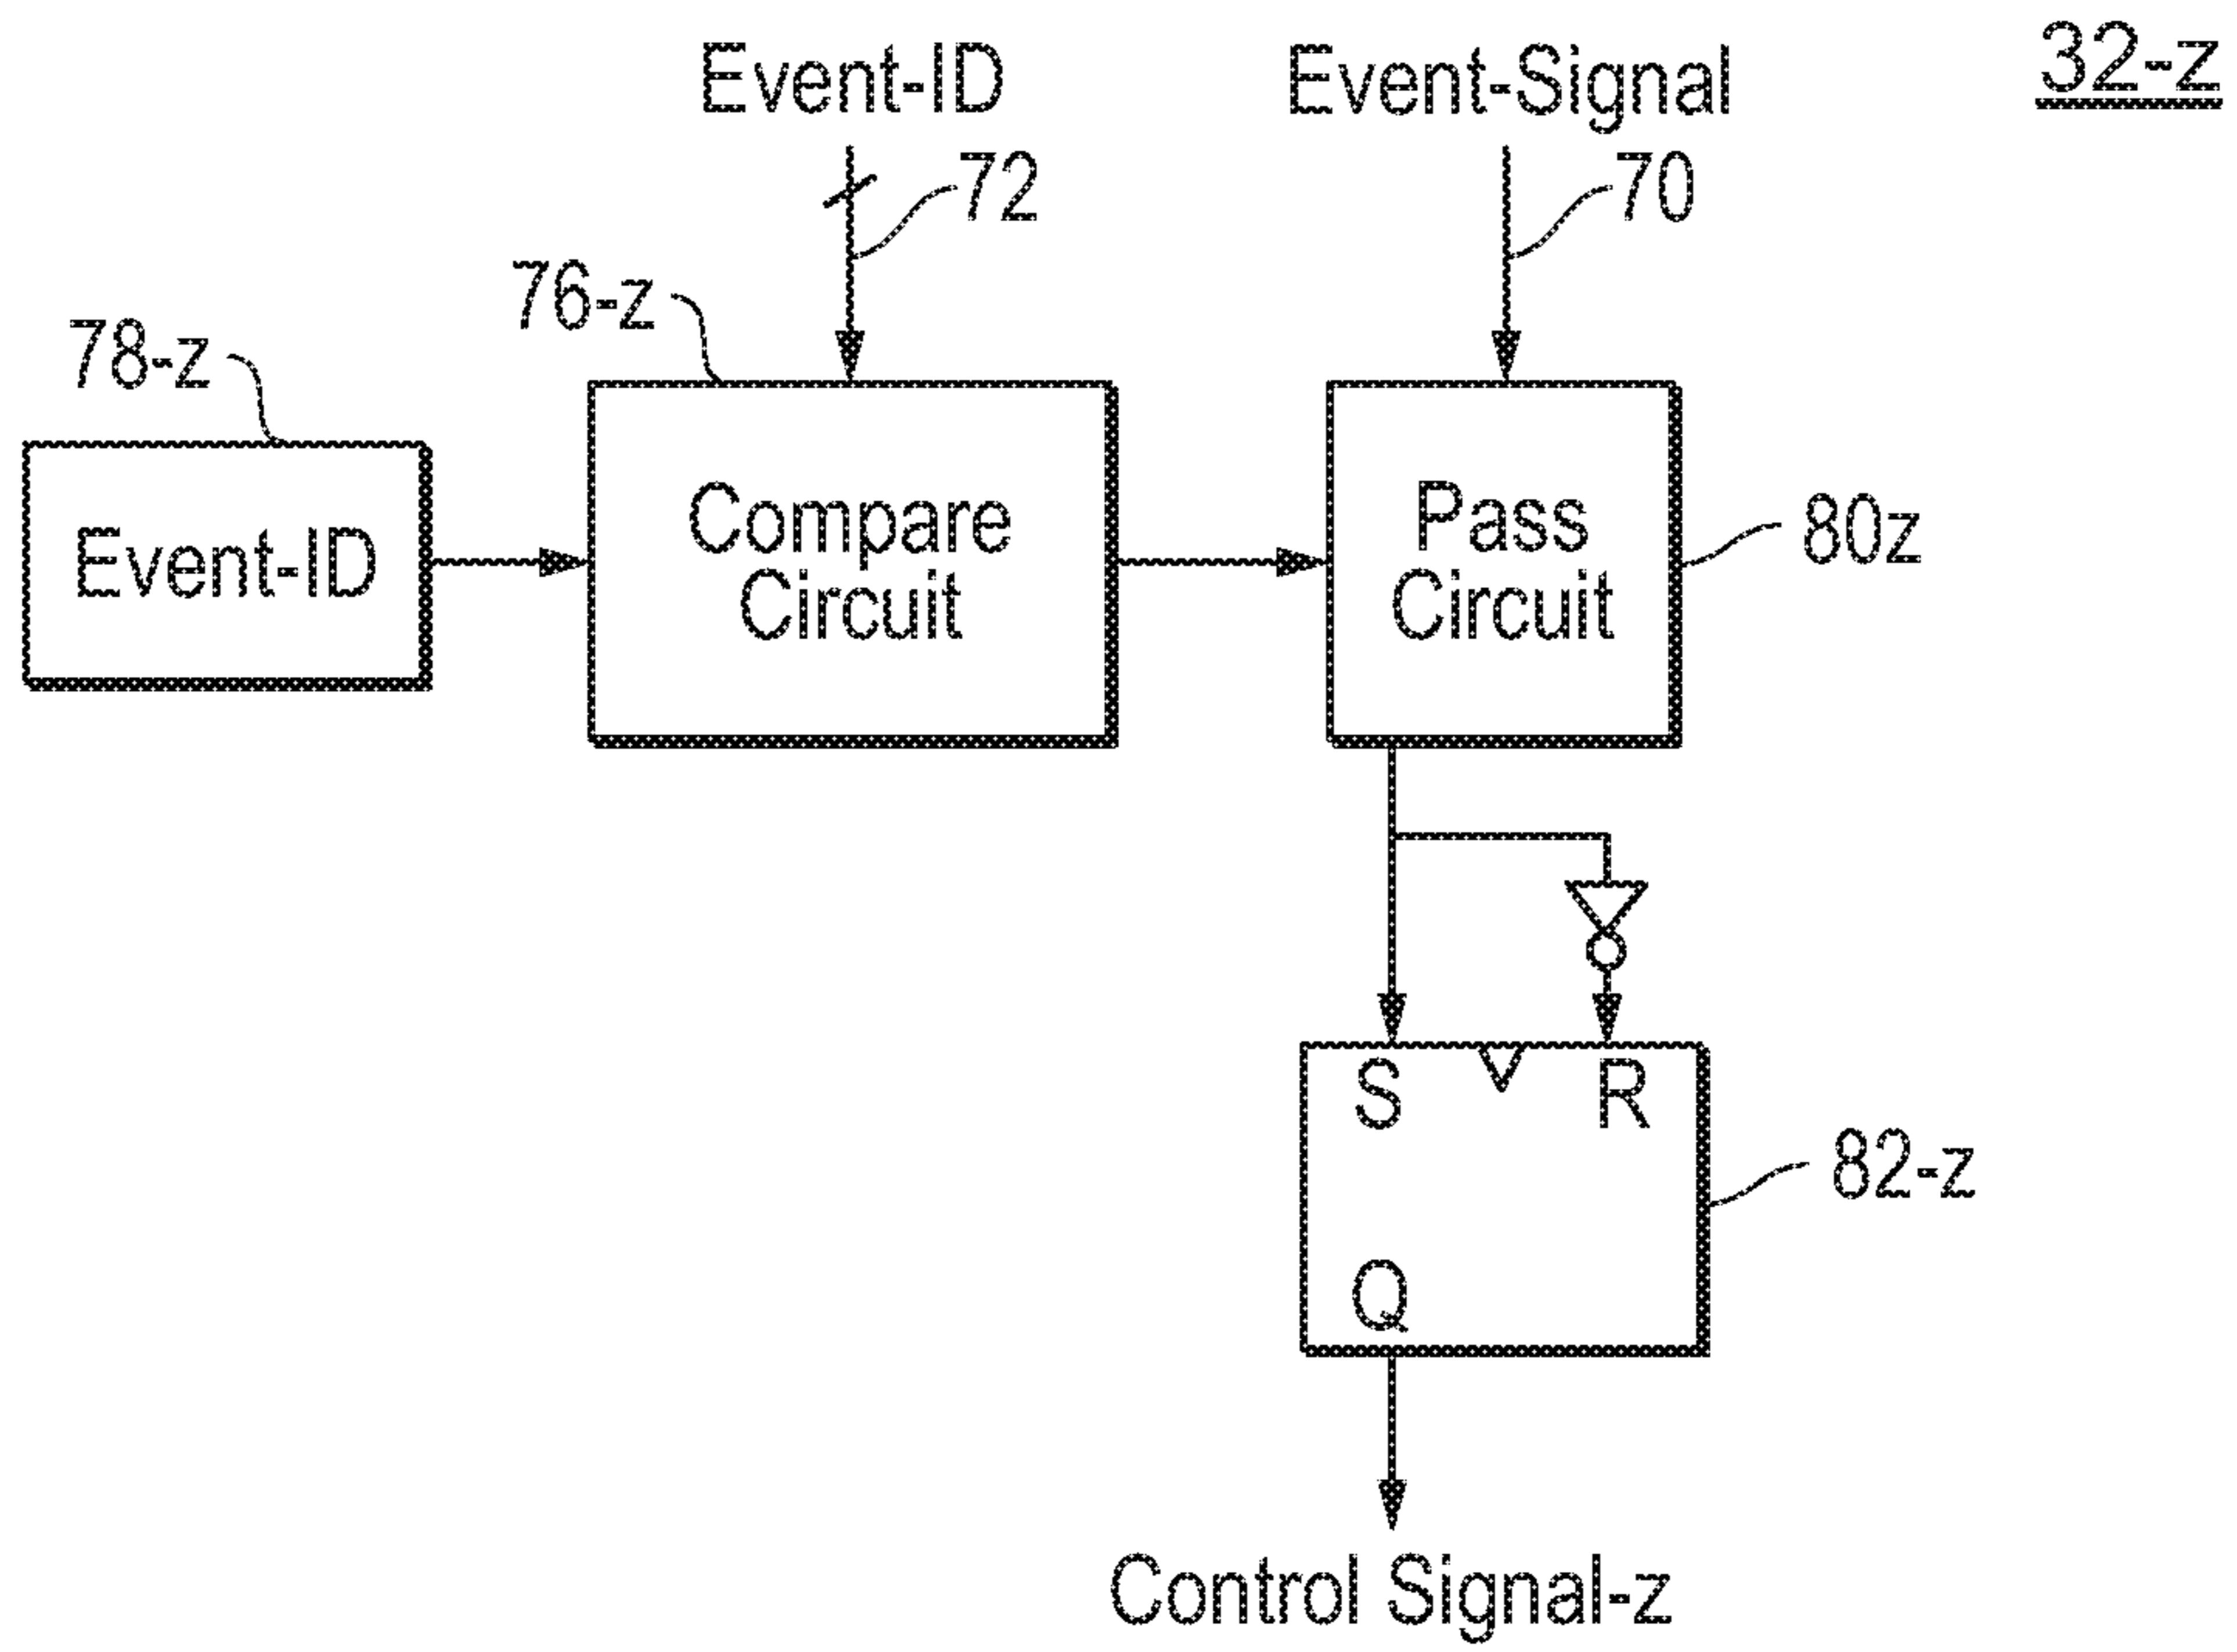 32-z
Event-ID
Event-Signal
72
70
76-z
78-z
Event-ID
Compare
Circuit
Pass
Circuit
80z
S
R
82-z
Q
Control Signal-z